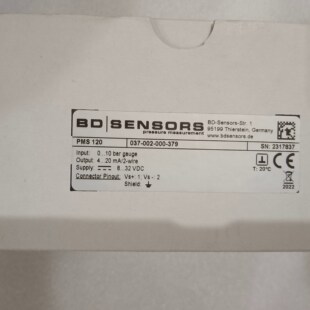 BD|SENSORS
pressure measurement
BD-Sensors-Str. 1
95199 Thierstein, Germany
www.bdsensors.de
PMS 120 037-002-000-375 SN: 2317837
Input: 0...10 bar gauge
Output: 4...20 mA/2-wire
Supply: 8...32 VDC
Connector Pinout: Vs+: 1; Vs-: 2
Shield:
T: 20°C
2023